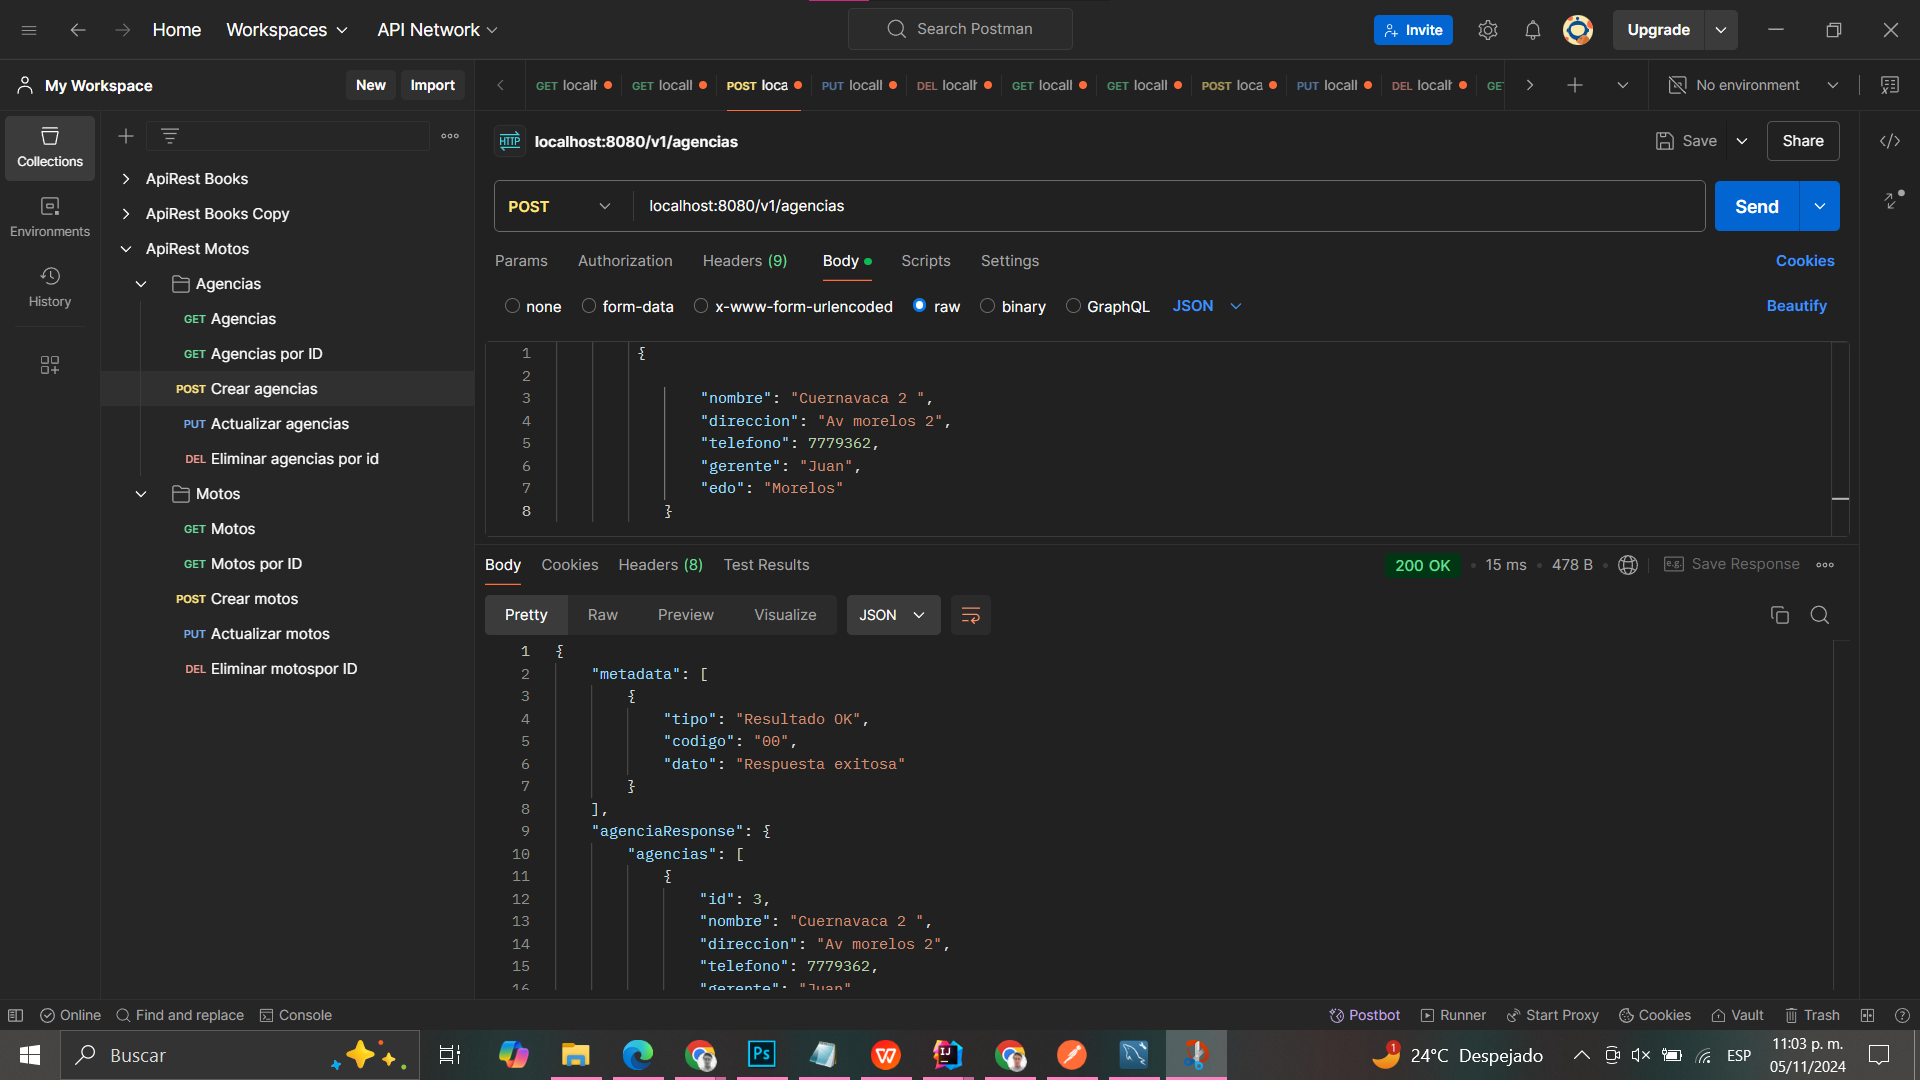 Home Workspaces API Network Search Postman Invite Upgrade
My Workspace New Import
GET localh GET locall POST loca PUT locall DEL localh GET locall GET locall POST loca PUT locall DEL localh GE No environment
Collections
Environments
History
ApiRest Books
ApiRest Books Copy
ApiRest Motos
Agencias
GET Agencias
GET Agencias por ID
POST Crear agencias
PUT Actualizar agencias
DEL Eliminar agencias por id
Motos
GET Motos
GET Motos por ID
POST Crear motos
PUT Actualizar motos
DEL Eliminar motospor ID
HTTP localhost:8080/v1/agencias Save Share
POST localhost:8080/v1/agencias Send
Params Authorization Headers (9) Body Scripts Settings Cookies
none form-data x-www-form-urlencoded raw binary GraphQL JSON Beautify
1 {
2
3 "nombre": "Cuernavaca 2 ",
4 "direccion": "Av morelos 2",
5 "telefono": 7779362,
6 "gerente": "Juan",
7 "edo": "Morelos"
8 }
Body Cookies Headers (8) Test Results 200 OK 15 ms 478 B e.g. Save Response
Pretty Raw Preview Visualize JSON
1 {
2 "metadata": [
3 {
4 "tipo": "Resultado OK",
5 "codigo": "00",
6 "dato": "Respuesta exitosa"
7 }
8 ],
9 "agenciaResponse": {
10 "agencias": [
11 {
12 "id": 3,
13 "nombre": "Cuernavaca 2 ",
14 "direccion": "Av morelos 2",
15 "telefono": 7779362,
16 "gerente": "Juan"
Online Find and replace Console Postbot Runner Start Proxy Cookies Vault Trash
Buscar Ps W IJ 1 24°C Despejado ESP 11:03 p. m.
05/11/2024